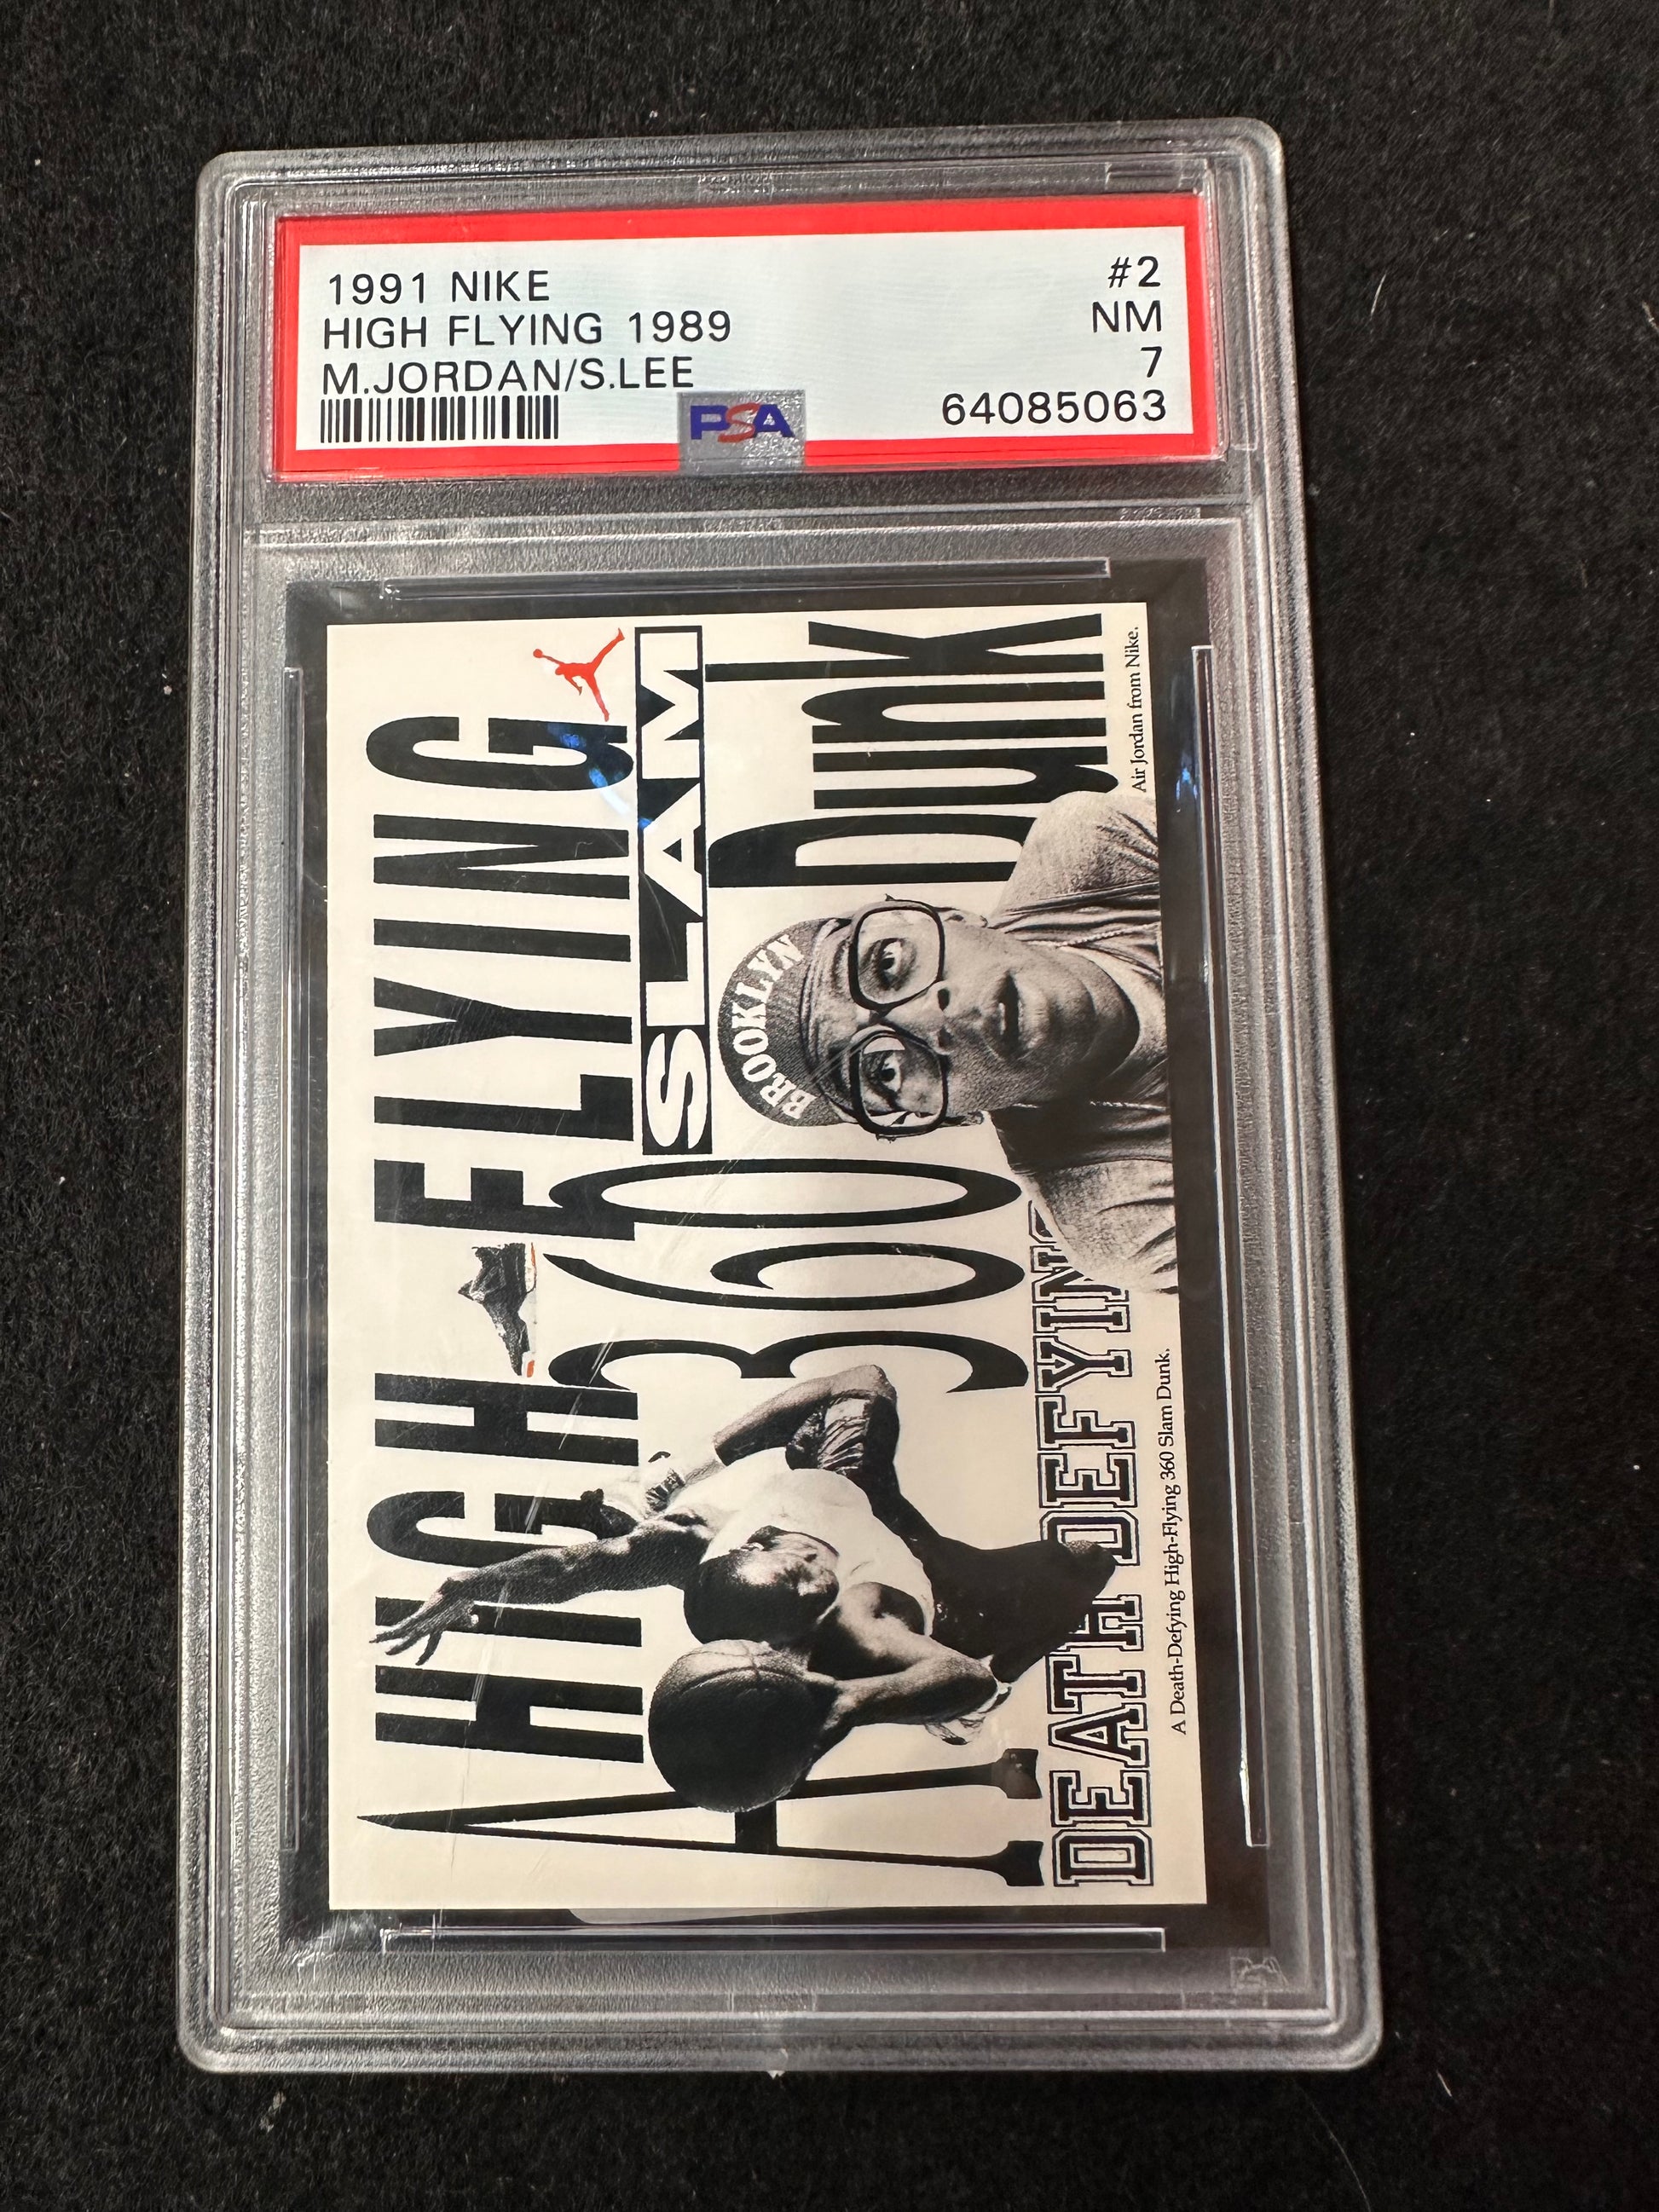 1991 NIKE #2
HIGH FLYING 1989 NM
M.JORDAN/S.LEE 7
PSA 64085063
A HIGH FLYING
360 SLAM Dunk
BROOKLYN
DEATH DEFYING
A Death-Defying High-Flying 360 Slam Dunk.
Air Jordan from Nike.
PSA